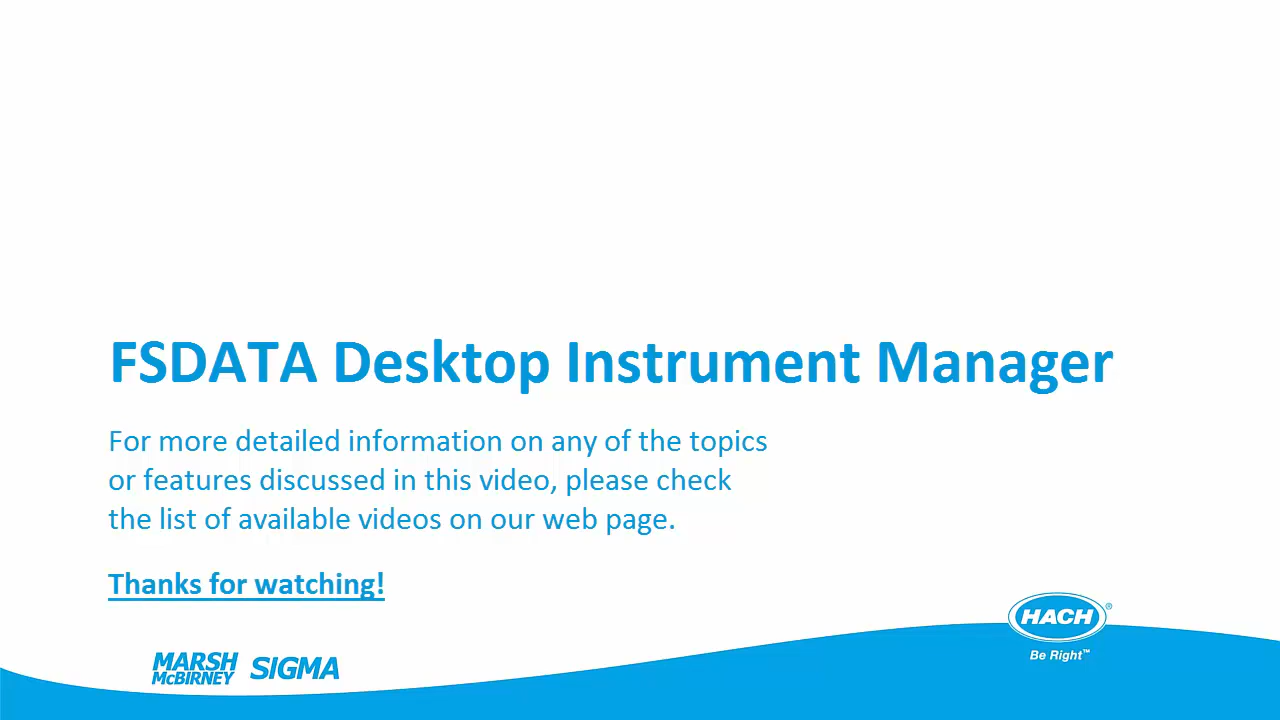 FSDATA Desktop Instrument Manager
For more detailed information on any of the topics
or features discussed in this video, please check
the list of available videos on our web page.
Thanks for watching!
HACH®
Be Right™
MARSH
McBIRNEY
SIGMA